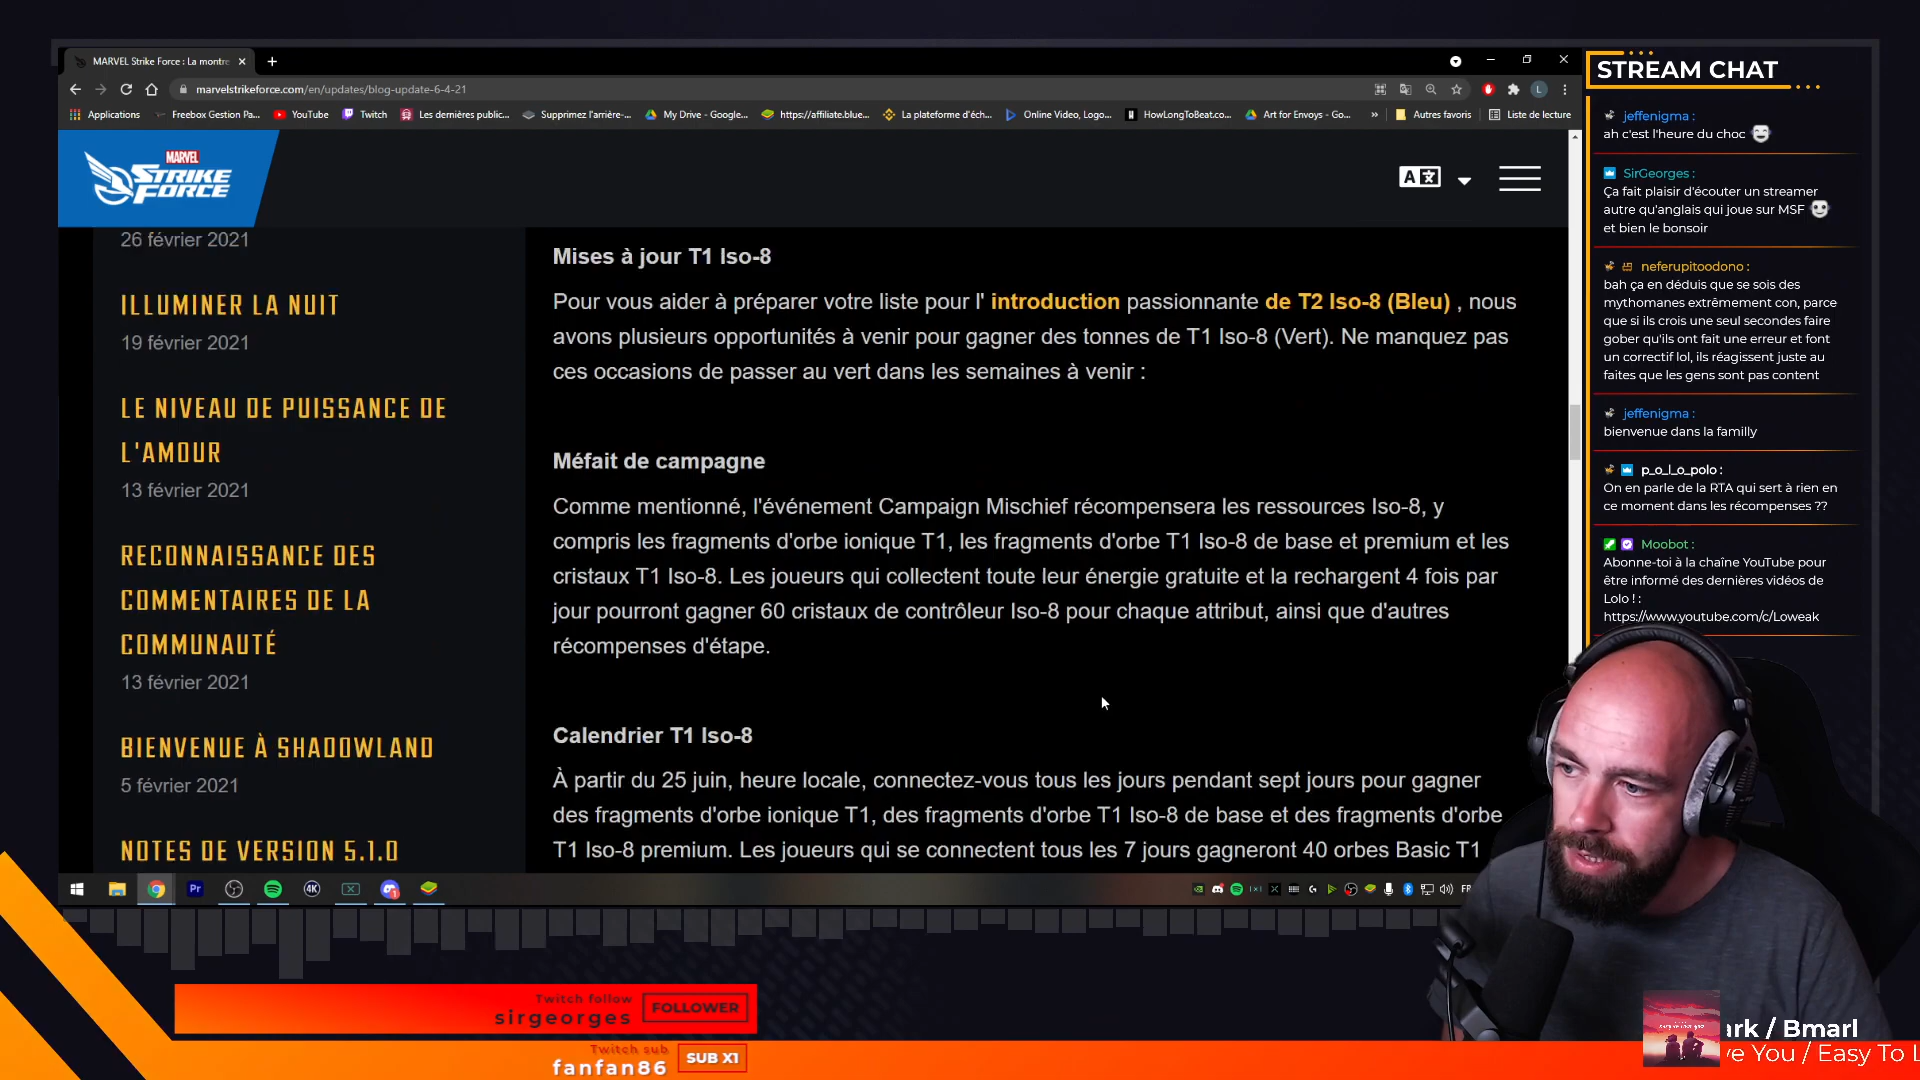 MARVEL Strike Force : La montre
marvelstrikeforce.com/en/updates/blog-update-6-4-21
Applications
Freebox Gestion Pa...
YouTube
Twitch
Les dernières public...
Supprimez l'arrière-...
My Drive - Google...
https://affiliate.blue...
La plateforme d'éch...
Online Video, Logo...
HowLongToBeat.co...
Art for Envoys - Go...
Autres favoris
Liste de lecture
MARVEL
STRIKE
FORCE
26 février 2021
ILLUMINER LA NUIT
19 février 2021
LE NIVEAU DE PUISSANCE DE
L'AMOUR
13 février 2021
RECONNAISSANCE DES
COMMENTAIRES DE LA
COMMUNAUTÉ
13 février 2021
BIENVENUE À SHADOWLAND
5 février 2021
NOTES DE VERSION 5.1.0
Mises à jour T1 Iso-8
Pour vous aider à préparer votre liste pour l' introduction passionnante de T2 Iso-8 (Bleu) , nous
avons plusieurs opportunités à venir pour gagner des tonnes de T1 Iso-8 (Vert). Ne manquez pas
ces occasions de passer au vert dans les semaines à venir :
Méfait de campagne
Comme mentionné, l'événement Campaign Mischief récompensera les ressources Iso-8, y
compris les fragments d'orbe ionique T1, les fragments d'orbe T1 Iso-8 de base et premium et les
cristaux T1 Iso-8. Les joueurs qui collectent toute leur énergie gratuite et la rechargent 4 fois par
jour pourront gagner 60 cristaux de contrôleur Iso-8 pour chaque attribut, ainsi que d'autres
récompenses d'étape.
Calendrier T1 Iso-8
À partir du 25 juin, heure locale, connectez-vous tous les jours pendant sept jours pour gagner
des fragments d'orbe ionique T1, des fragments d'orbe T1 Iso-8 de base et des fragments d'orbe
T1 Iso-8 premium. Les joueurs qui se connectent tous les 7 jours gagneront 40 orbes Basic T1
FR
STREAM CHAT
jeffenigma :
ah c'est l'heure du choc
SirGeorges :
Ça fait plaisir d'écouter un streamer
autre qu'anglais qui joue sur MSF
et bien le bonsoir
neferupitoodono :
bah ça en déduis que se sois des
mythomanes extrêmement con, parce
que si ils crois une seul secondes faire
gober qu'ils ont fait une erreur et font
un correctif lol, ils réagissent juste au
faites que les gens sont pas content
jeffenigma :
bienvenue dans la familly
p_o_l_o_polo :
On en parle de la RTA qui sert à rien en
ce moment dans les récompenses ??
Moobot :
Abonne-toi à la chaîne YouTube pour
être informé des dernières vidéos de
Lolo ! :
https://www.youtube.com/c/Loweak
Twitch follow
sirgeorges
FOLLOWER
Twitch sub
fanfan86
SUB X1
ark / Bmarl
ve You / Easy To L